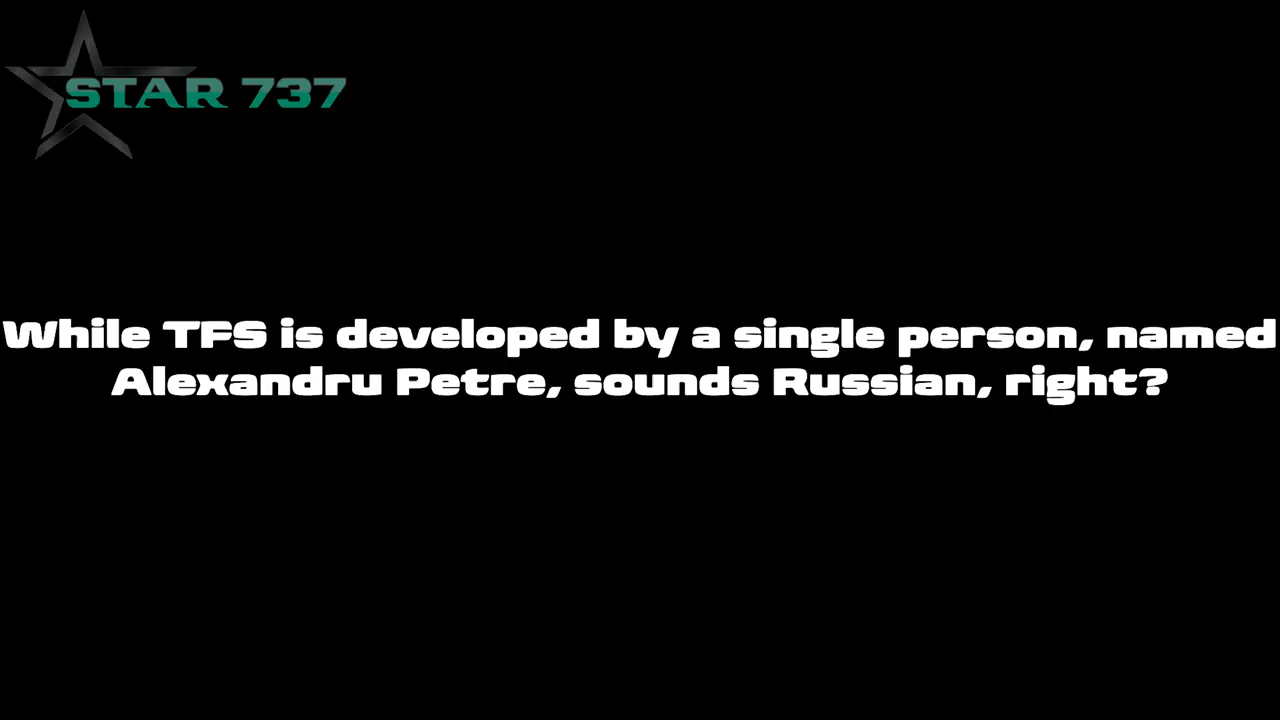 STAR 737
While TFS is developed by a single person, named
Alexandru Petre, sounds Russian, right?